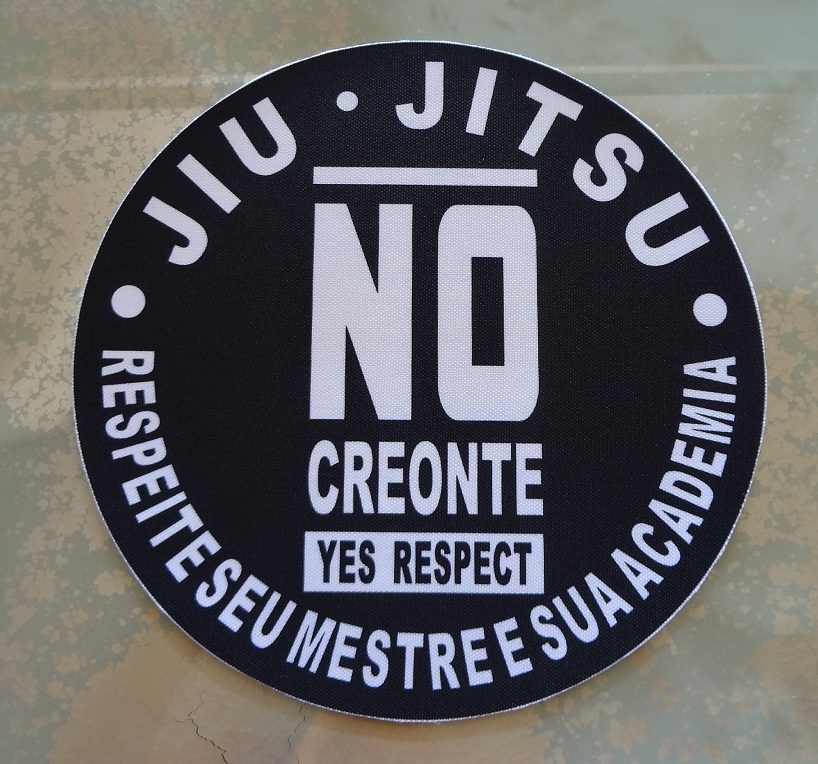 JIU · JITSU
NO
CREONTE
YES RESPECT
RESPEITE SEU MESTRE E SUA ACADEMIA